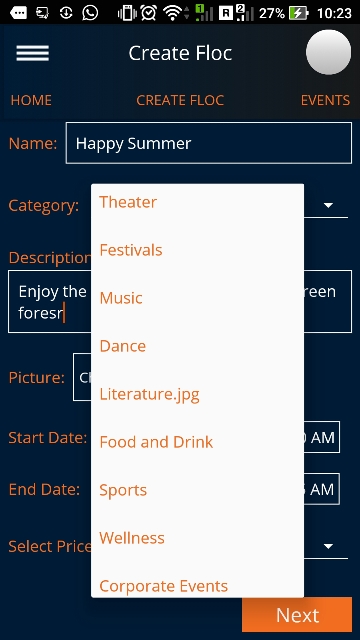 27% 10:23
Create Floc
HOME CREATE FLOC EVENTS
Name: Happy Summer
Category:
Description
Enjoy the reen
foresr
Picture:
Start Date: AM
End Date: AM
Select Price
Theater
Festivals
Music
Dance
Literature.jpg
Food and Drink
Sports
Wellness
Corporate Events
Next